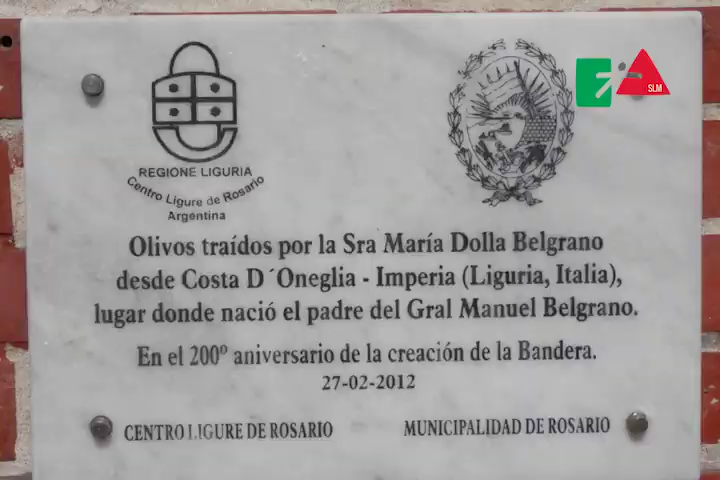 SLM
REGIONE LIGURIA
Centro Ligure de Rosario
Argentina
Olivos traídos por la Sra María Dolla Belgrano
desde Costa D´Oneglia - Imperia (Liguria, Italia),
lugar donde nació el padre del Gral Manuel Belgrano.
En el 200º aniversario de la creación de la Bandera.
27-02-2012
CENTRO LIGURE DE ROSARIO
MUNICIPALIDAD DE ROSARIO